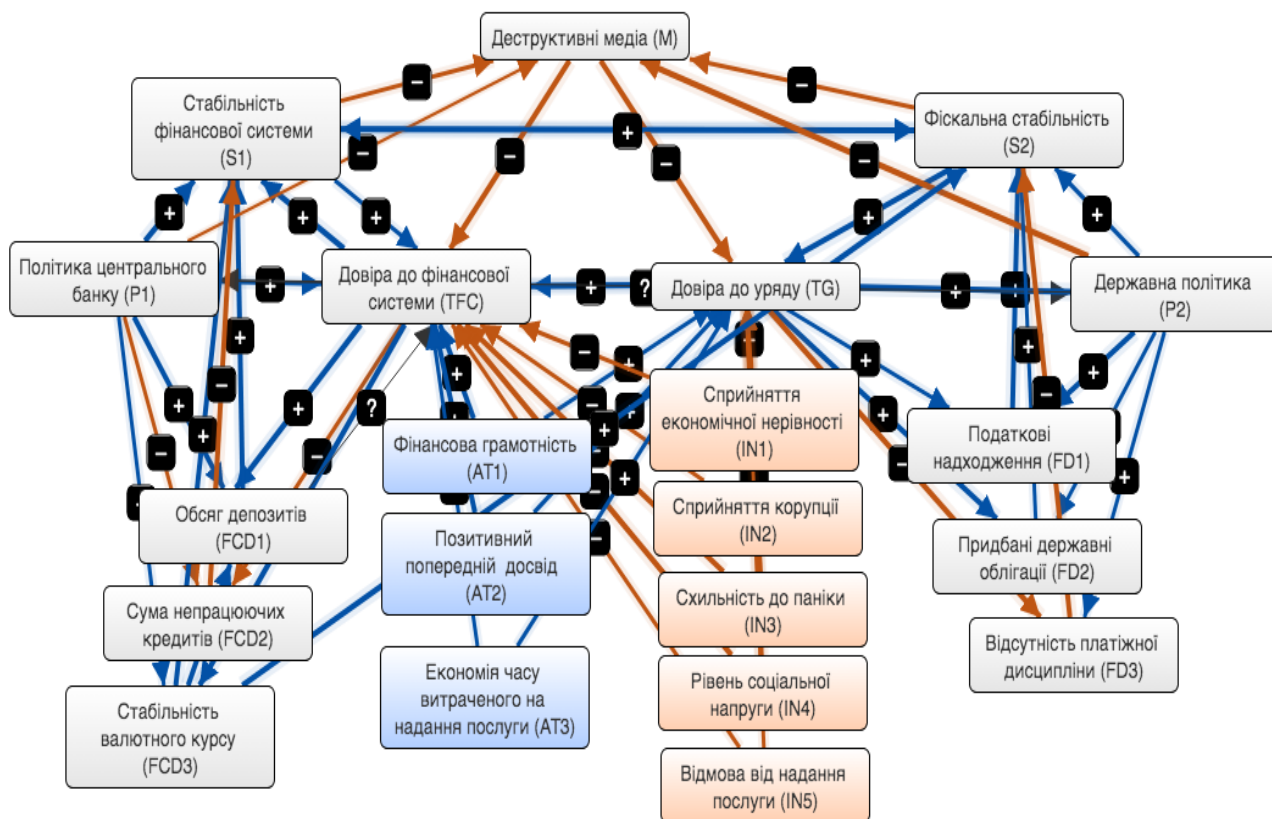 Деструктивні медіа (M)
Стабільність
фінансової системи
(S1)
Фіскальна стабільність
(S2)
Політика центрального
банку (P1)
Довіра до фінансової
системи (TFC)
Довіра до уряду (TG)
Державна політика
(P2)
Сприйняття
економічної нерівності
(IN1)
Фінансова грамотність
(AT1)
Податкові
надходження (FD1)
Обсяг депозитів
(FCD1)
Сприйняття корупції
(IN2)
Позитивний
попередній досвід
(AT2)
Придбані державні
облігації (FD2)
Сума непрацюючих
кредитів (FCD2)
Схильність до паніки
(IN3)
Відсутність платіжної
дисципліни (FD3)
Економія часу
витраченого на
надання послуги (AT3)
Рівень соціальної
напруги (IN4)
Стабільність
валютного курсу
(FCD3)
Відмова від надання
послуги (IN5)